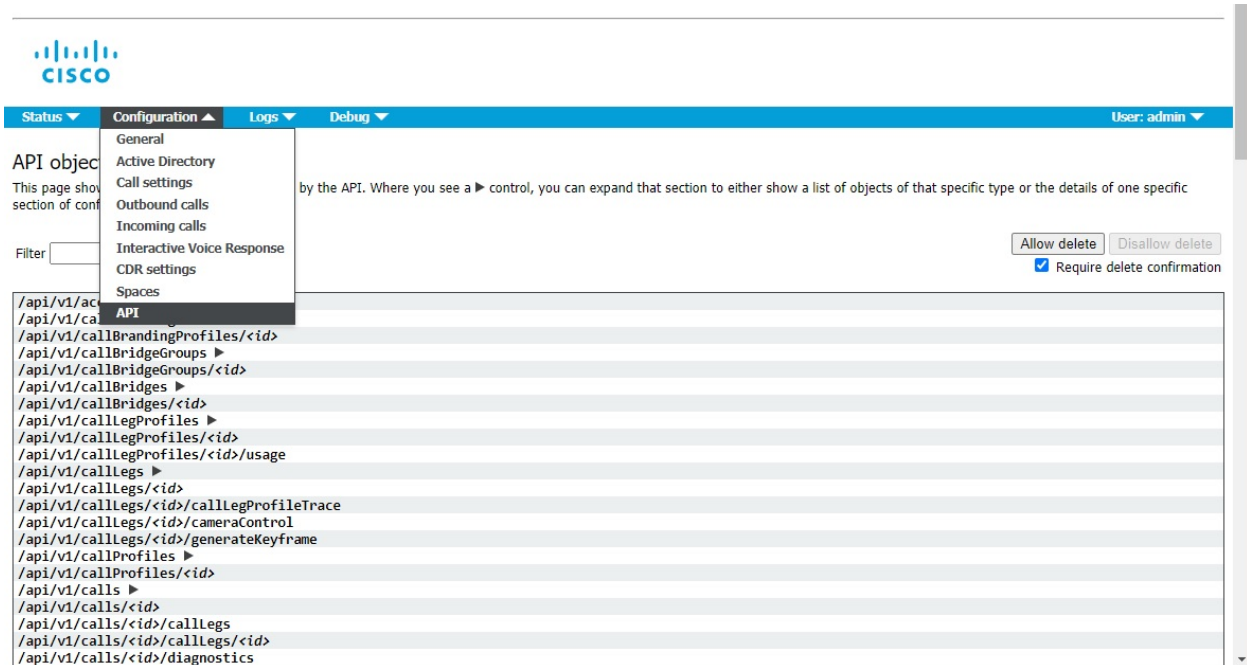 CISCO
Status Configuration Logs Debug User: admin
General
API objec Active Directory
This page show Call settings by the API. Where you see a ▶ control, you can expand that section to either show a list of objects of that specific type or the details of one specific
section of conf Outbound calls
Incoming calls
Filter Interactive Voice Response Allow delete Disallow delete
CDR settings Require delete confirmation
Spaces
/api/v1/acc
API
/api/v1/cal
/api/v1/callBrandingProfiles/<id>
/api/v1/callBridgeGroups ▶
/api/v1/callBridgeGroups/<id>
/api/v1/callBridges ▶
/api/v1/callBridges/<id>
/api/v1/callLegProfiles ▶
/api/v1/callLegProfiles/<id>
/api/v1/callLegProfiles/<id>/usage
/api/v1/callLegs ▶
/api/v1/callLegs/<id>
/api/v1/callLegs/<id>/callLegProfileTrace
/api/v1/callLegs/<id>/cameraControl
/api/v1/callLegs/<id>/generateKeyframe
/api/v1/callProfiles ▶
/api/v1/callProfiles/<id>
/api/v1/calls ▶
/api/v1/calls/<id>
/api/v1/calls/<id>/callLegs
/api/v1/calls/<id>/callLegs/<id>
/api/v1/calls/<id>/diagnostics